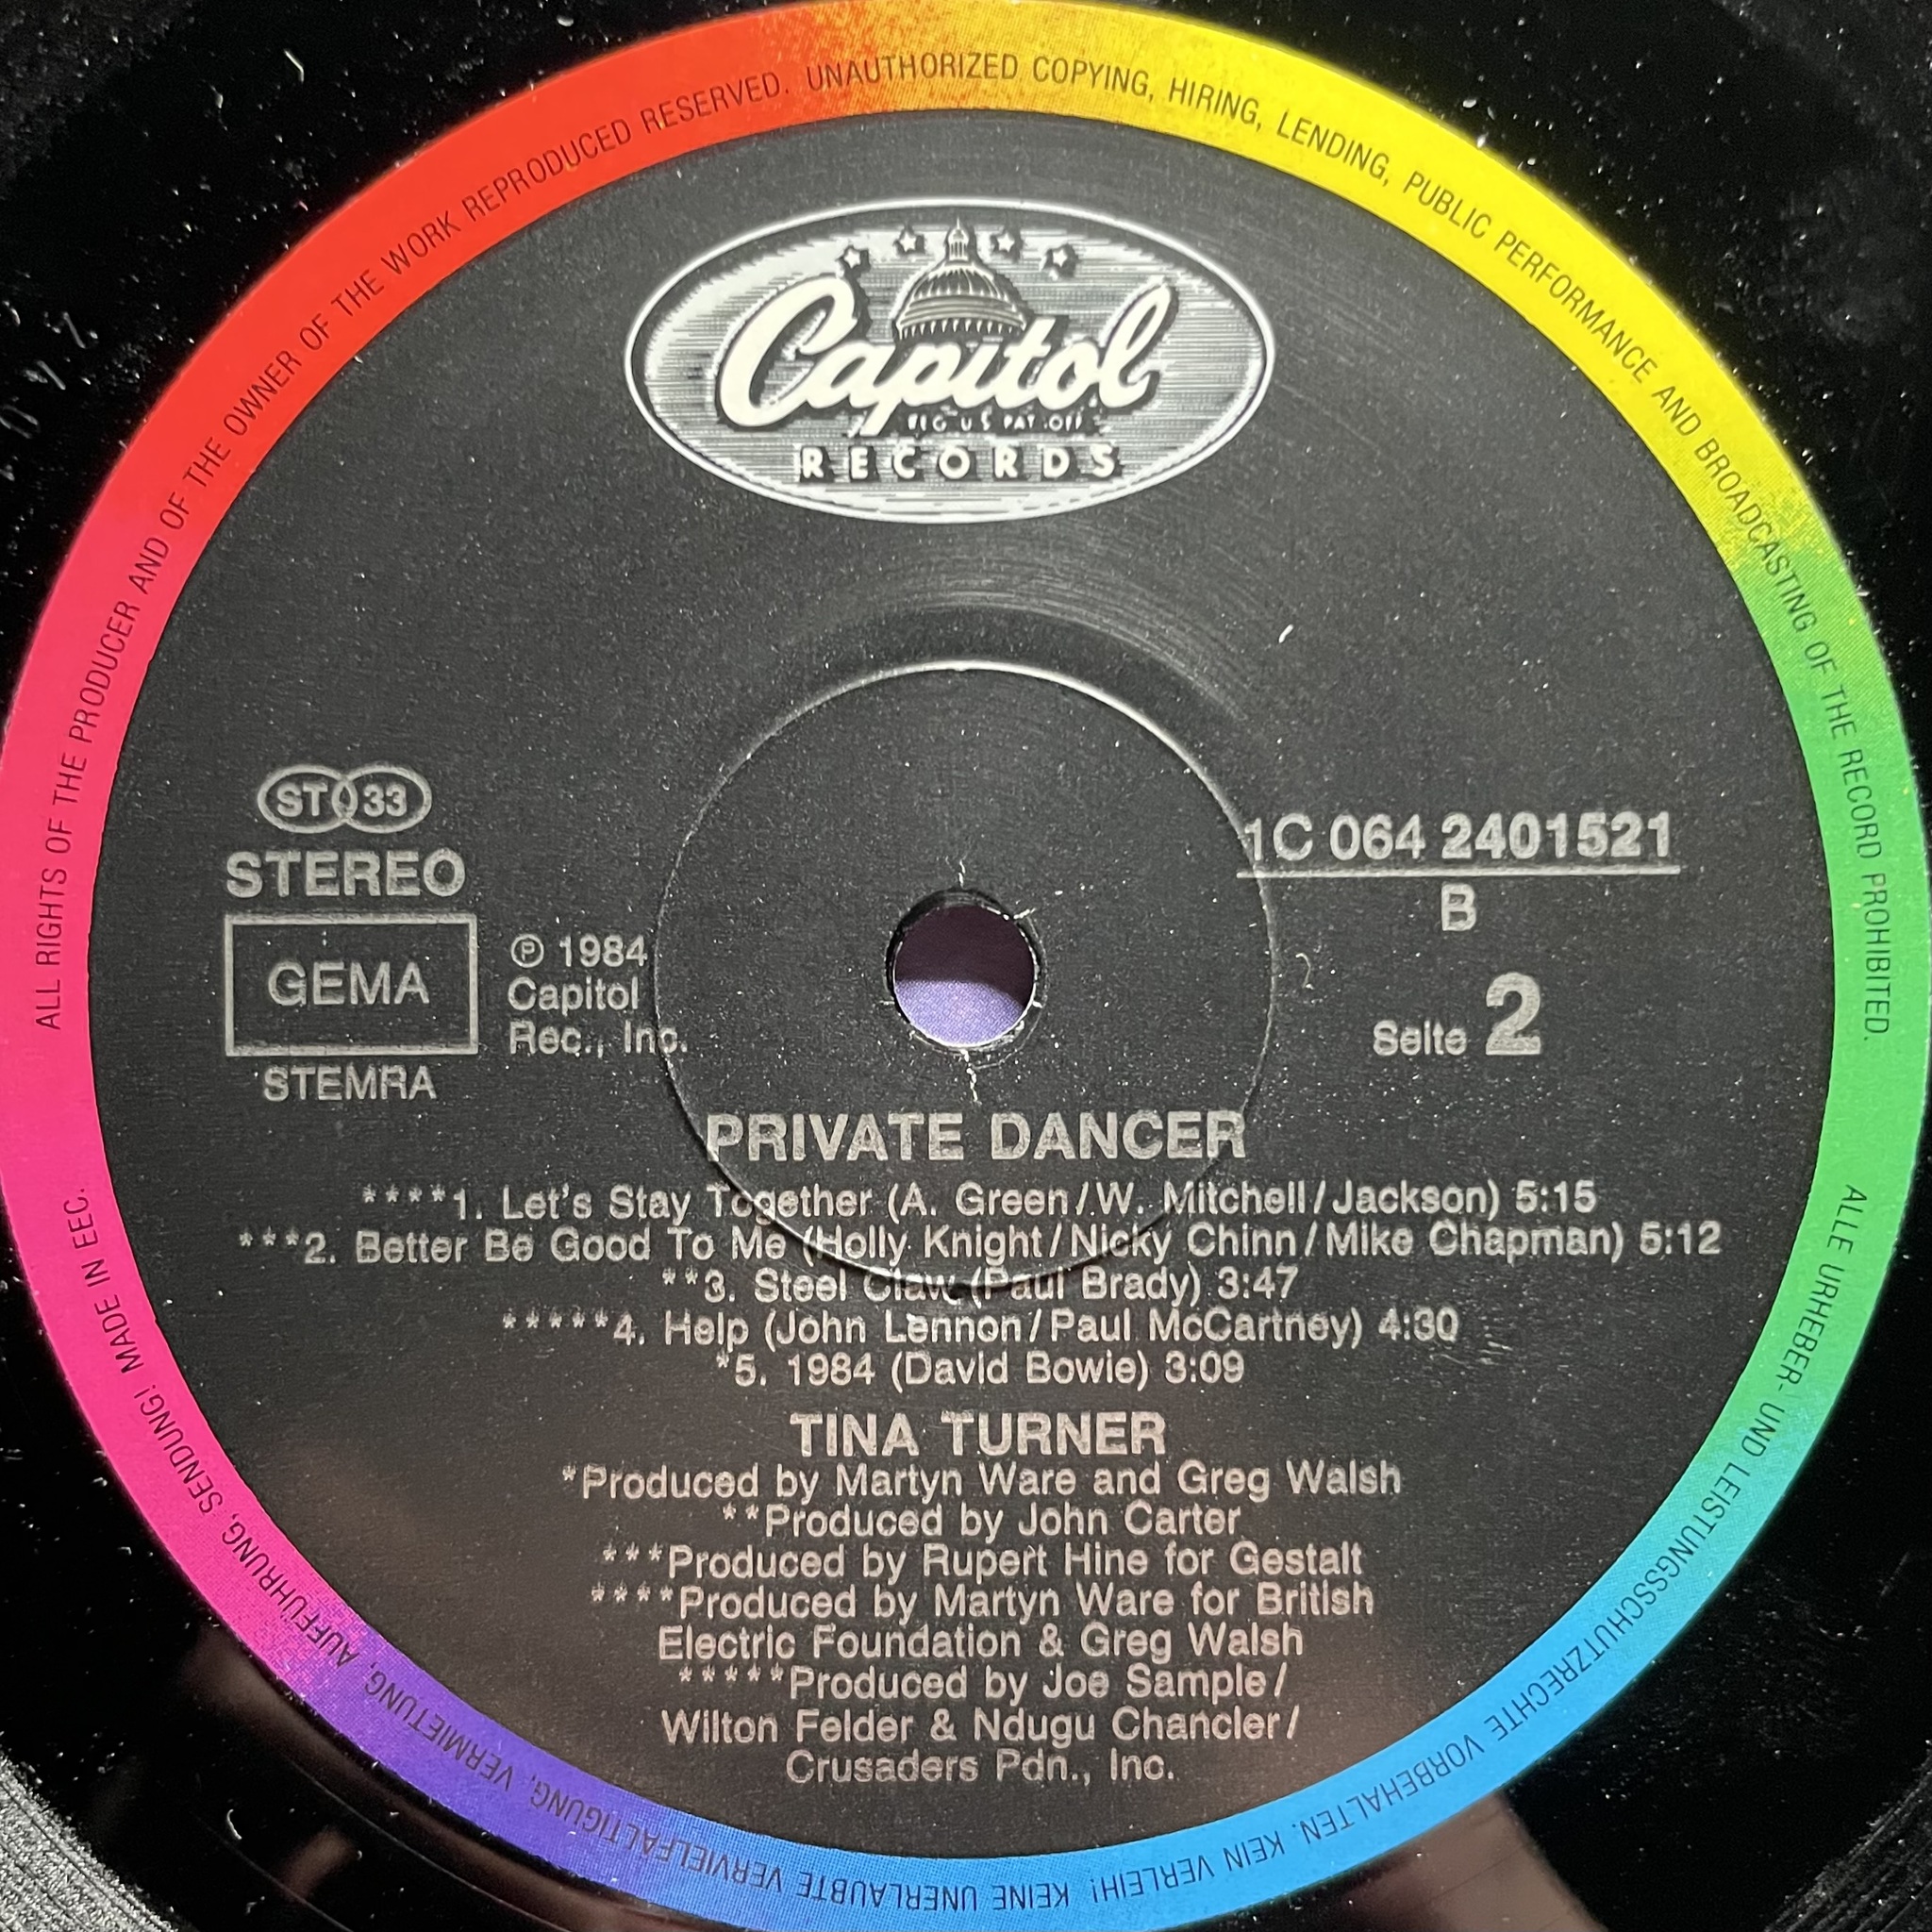 ALL RIGHTS OF THE PRODUCER AND OF THE OWNER OF THE WORK REPRODUCED RESERVED. UNAUTHORIZED COPYING, HIRING, LENDING, PUBLIC PERFORMANCE AND BROADCASTING OF THE RECORD PROHIBITED.
Capitol
REG. U.S. PAT. OFF.
RECORDS
ST 33
STEREO
GEMA
STEMRA
℗ 1984
Capitol
Rec., Inc.
1C 064 2401521
B
Seite 2
PRIVATE DANCER
****1. Let's Stay Together (A. Green/W. Mitchell/Jackson) 5:15
***2. Better Be Good To Me (Holly Knight/Nicky Chinn/Mike Chapman) 5:12
**3. Steel Claw (Paul Brady) 3:47
*****4. Help (John Lennon/Paul McCartney) 4:30
*5. 1984 (David Bowie) 3:09
TINA TURNER
*Produced by Martyn Ware and Greg Walsh
**Produced by John Carter
***Produced by Rupert Hine for Gestalt
****Produced by Martyn Ware for British
Electric Foundation & Greg Walsh
*****Produced by Joe Sample/
Wilton Felder & Ndugu Chancler/
Crusaders Pdn., Inc.
ALLE URHEBER- UND LEISTUNGSSCHUTZRECHTE VORBEHALTEN. KEIN VERLEIH! KEINE UNERLAUBTE VERVIELFÄLTIGUNG, VERMIETUNG, AUFFÜHRUNG, SENDUNG! MADE IN EEC.